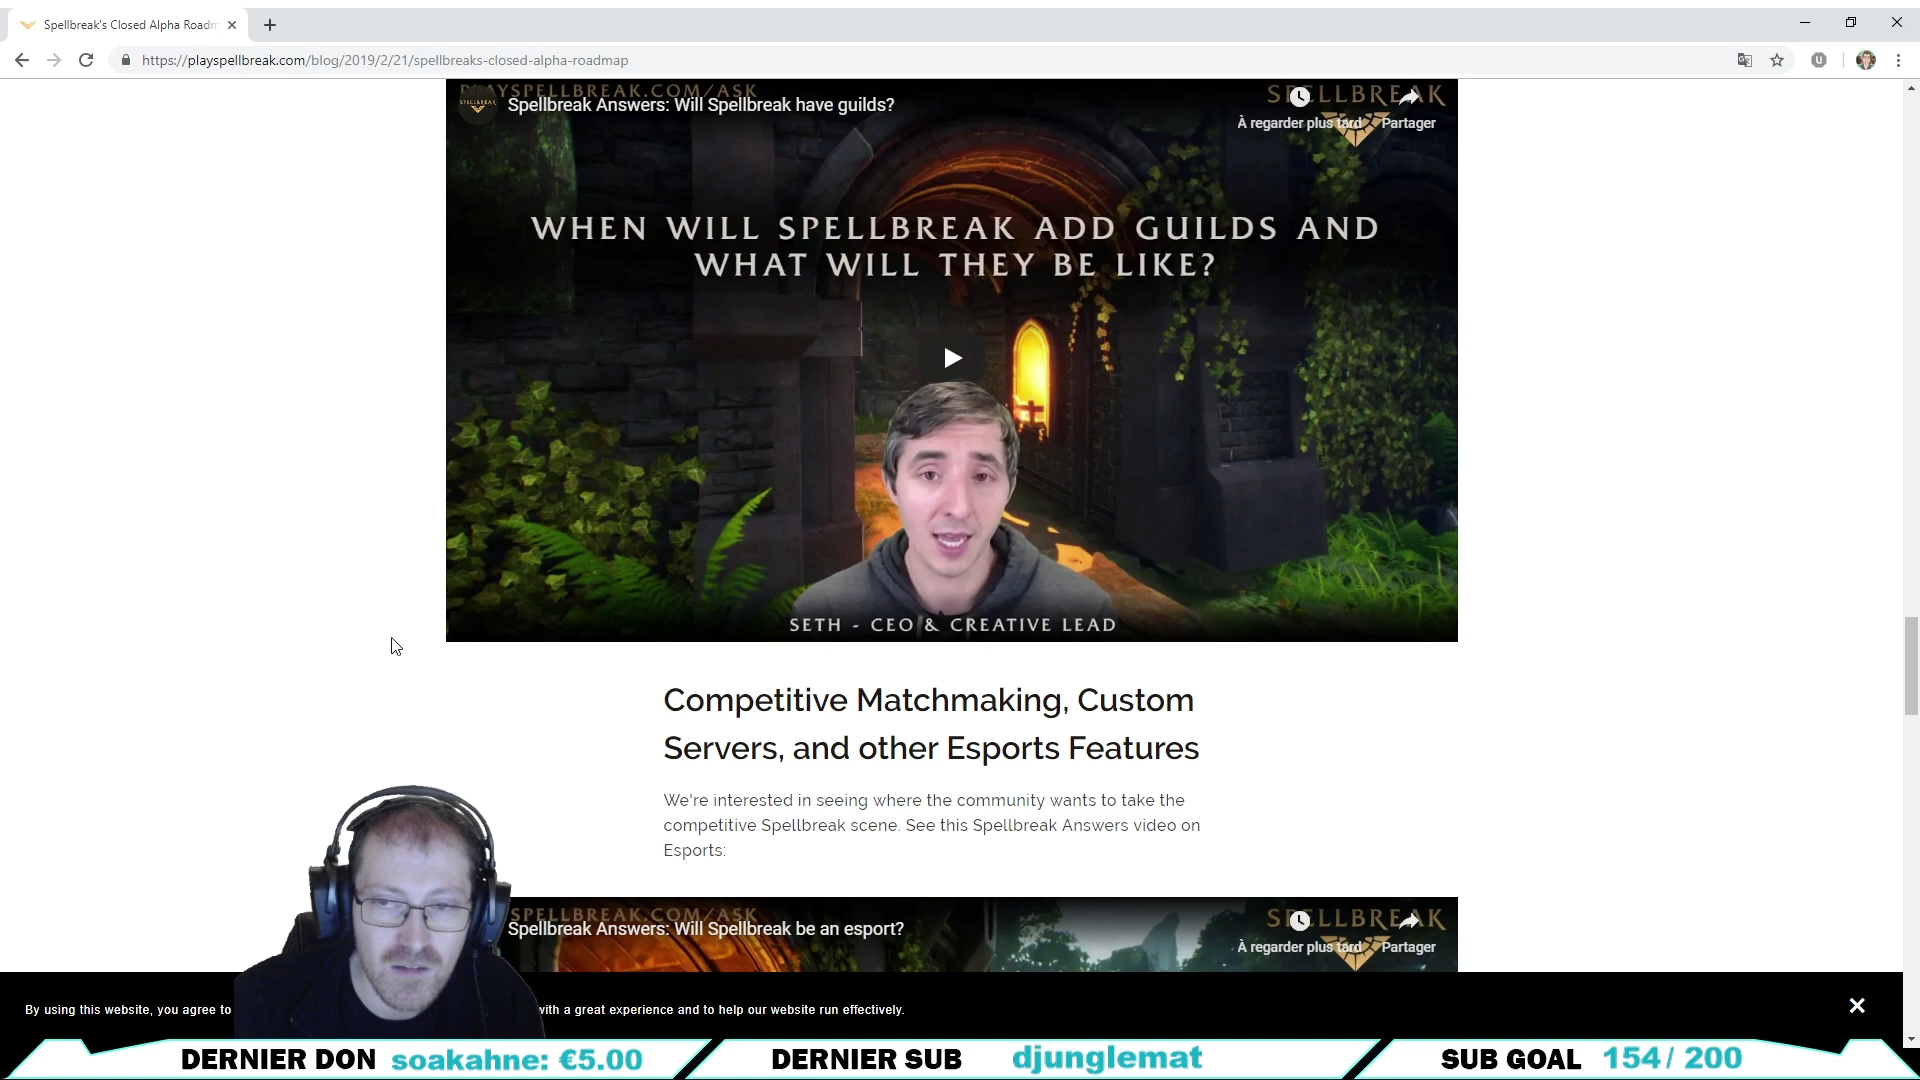 Spellbreak's Closed Alpha Roadm
https://playspellbreak.com/blog/2019/2/21/spellbreaks-closed-alpha-roadmap
PLAYSPELLBREAK.COM/ASK
SPELLBREAK
SPELLBREAK
Spellbreak Answers: Will Spellbreak have guilds?
À regarder plus tard
Partager
WHEN WILL SPELLBREAK ADD GUILDS AND
WHAT WILL THEY BE LIKE?
SETH - CEO & CREATIVE LEAD
Competitive Matchmaking, Custom
Servers, and other Esports Features
We're interested in seeing where the community wants to take the
competitive Spellbreak scene. See this Spellbreak Answers video on
Esports:
SPELLBREAK.COM/ASK
SPELLBREAK
Spellbreak Answers: Will Spellbreak be an esport?
À regarder plus tard
Partager
By using this website, you agree to
with a great experience and to help our website run effectively.
DERNIER DON soakahne: €5.00
DERNIER SUB djunglemat
SUB GOAL 154 / 200